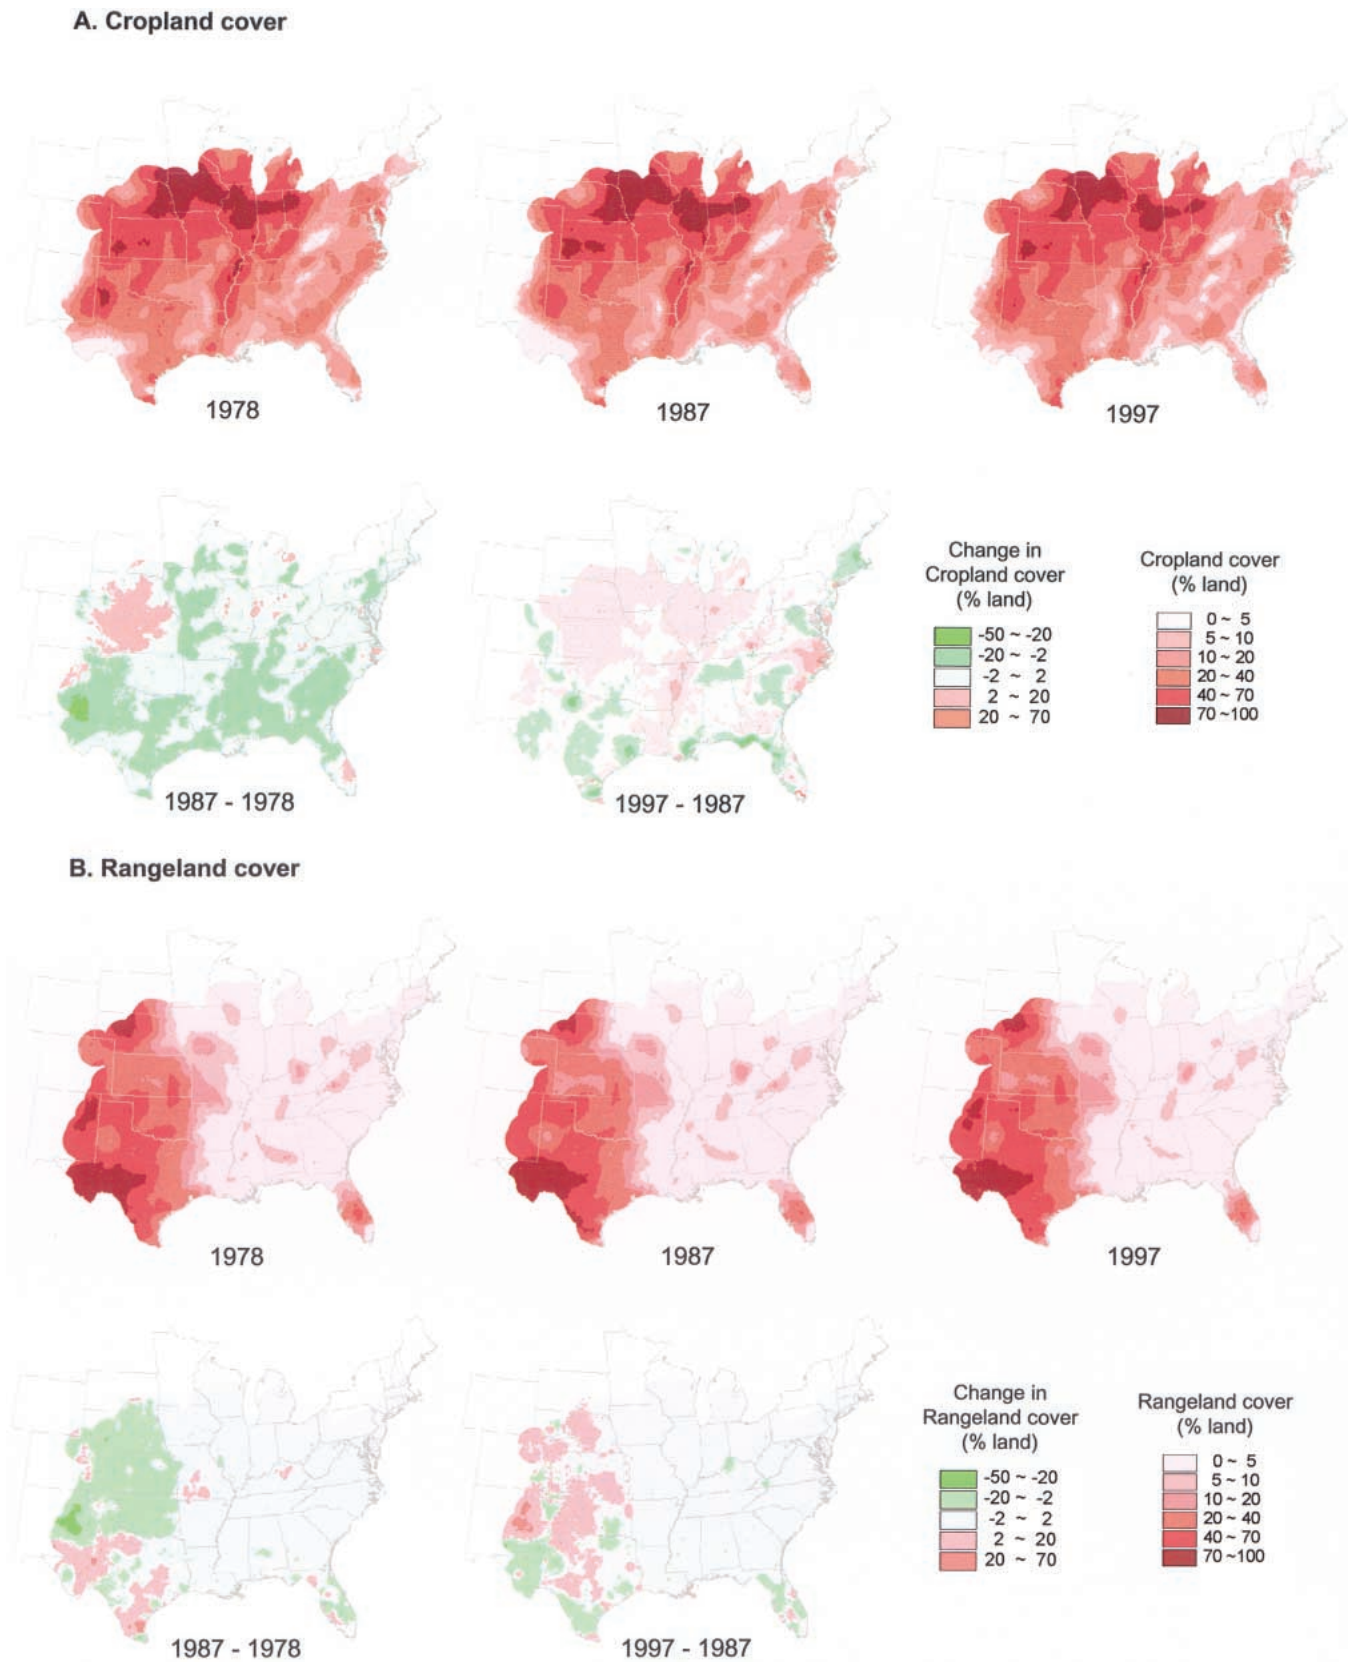 A. Cropland cover
1978
1987
1997
1987 - 1978
1997 - 1987
Change in
Cropland cover
(% land)
-50 ~ -20
-20 ~ -2
-2 ~ 2
2 ~ 20
20 ~ 70
Cropland cover
(% land)
0 ~ 5
5 ~ 10
10 ~ 20
20 ~ 40
40 ~ 70
70 ~100
B. Rangeland cover
1978
1987
1997
1987 - 1978
1997 - 1987
Change in
Rangeland cover
(% land)
-50 ~ -20
-20 ~ -2
-2 ~ 2
2 ~ 20
20 ~ 70
Rangeland cover
(% land)
0 ~ 5
5 ~ 10
10 ~ 20
20 ~ 40
40 ~ 70
70 ~100